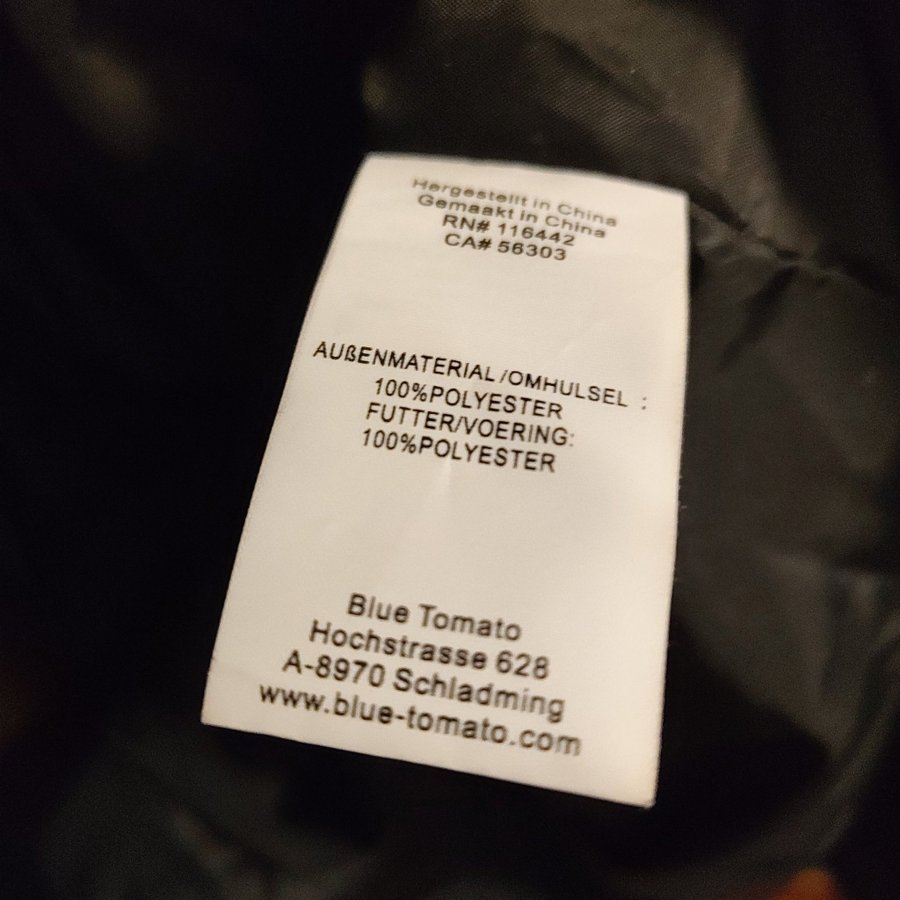 Hergestellt in China
Gemaakt in China
RN# 116442
CA# 56303
AUßENMATERIAL /OMHULSEL :
100%POLYESTER
FUTTER/VOERING:
100%POLYESTER
Blue Tomato
Hochstrasse 628
A-8970 Schladming
www.blue-tomato.com